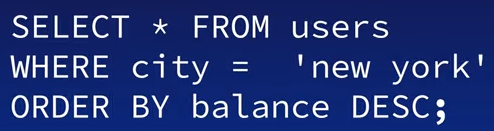 SELECT * FROM users
WHERE city =  'new york'
ORDER BY balance DESC;